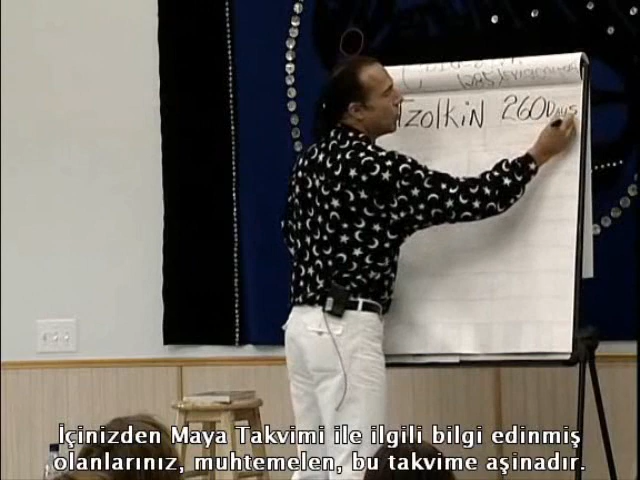 Tzolkin 260Days
İçinizden Maya Takvimi ile ilgili bilgi edinmiş
olanlarınız, muhtemelen, bu takvime aşinadır.